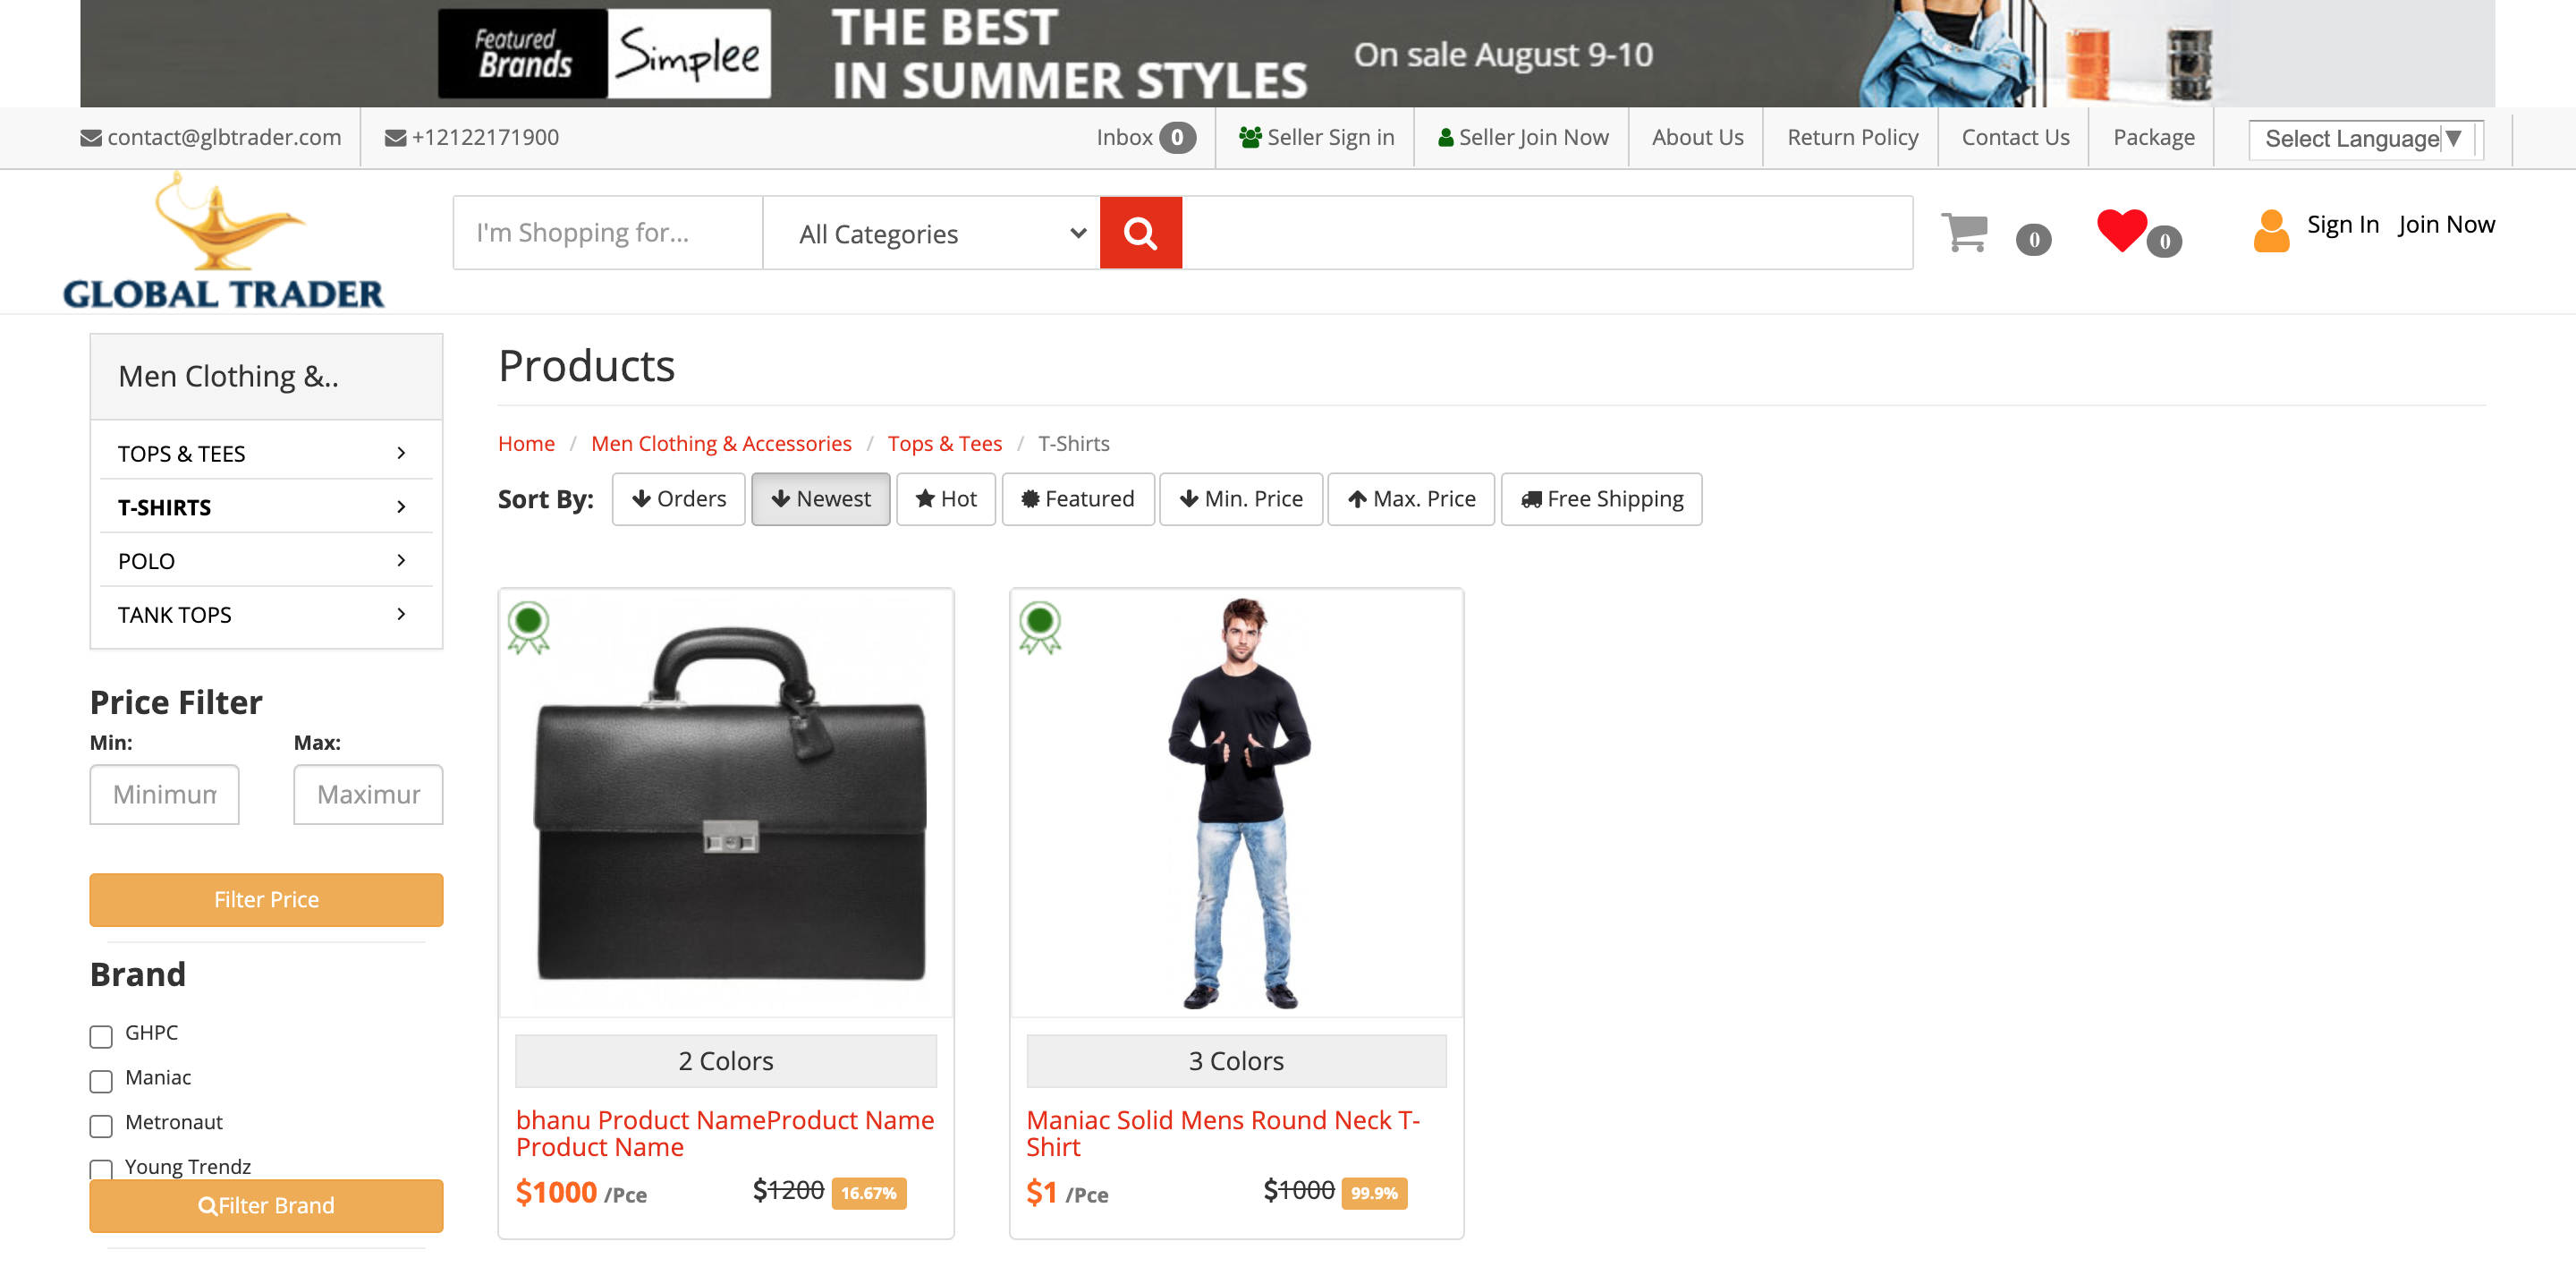 Featured
Brands
Simplee
THE BEST
IN SUMMER STYLES
On sale August 9-10
contact@glbtrader.com
+12122171900
Inbox 0
Seller Sign in
Seller Join Now
About Us
Return Policy
Contact Us
Package
Select Language▼
GLOBAL TRADER
I'm Shopping for...
All Categories
0
0
Sign In Join Now
Men Clothing &..
TOPS & TEES
T-SHIRTS
POLO
TANK TOPS
Price Filter
Min: Max:
Minimum Maximum
Filter Price
Brand
GHPC
Maniac
Metronaut
Young Trendz
Filter Brand
Products
Home / Men Clothing & Accessories / Tops & Tees / T-Shirts
Sort By: Orders Newest Hot Featured Min. Price Max. Price Free Shipping
2 Colors
bhanu Product NameProduct Name
Product Name
$1000 /Pce $1200 16.67%
3 Colors
Maniac Solid Mens Round Neck T-
Shirt
$1 /Pce $1000 99.9%